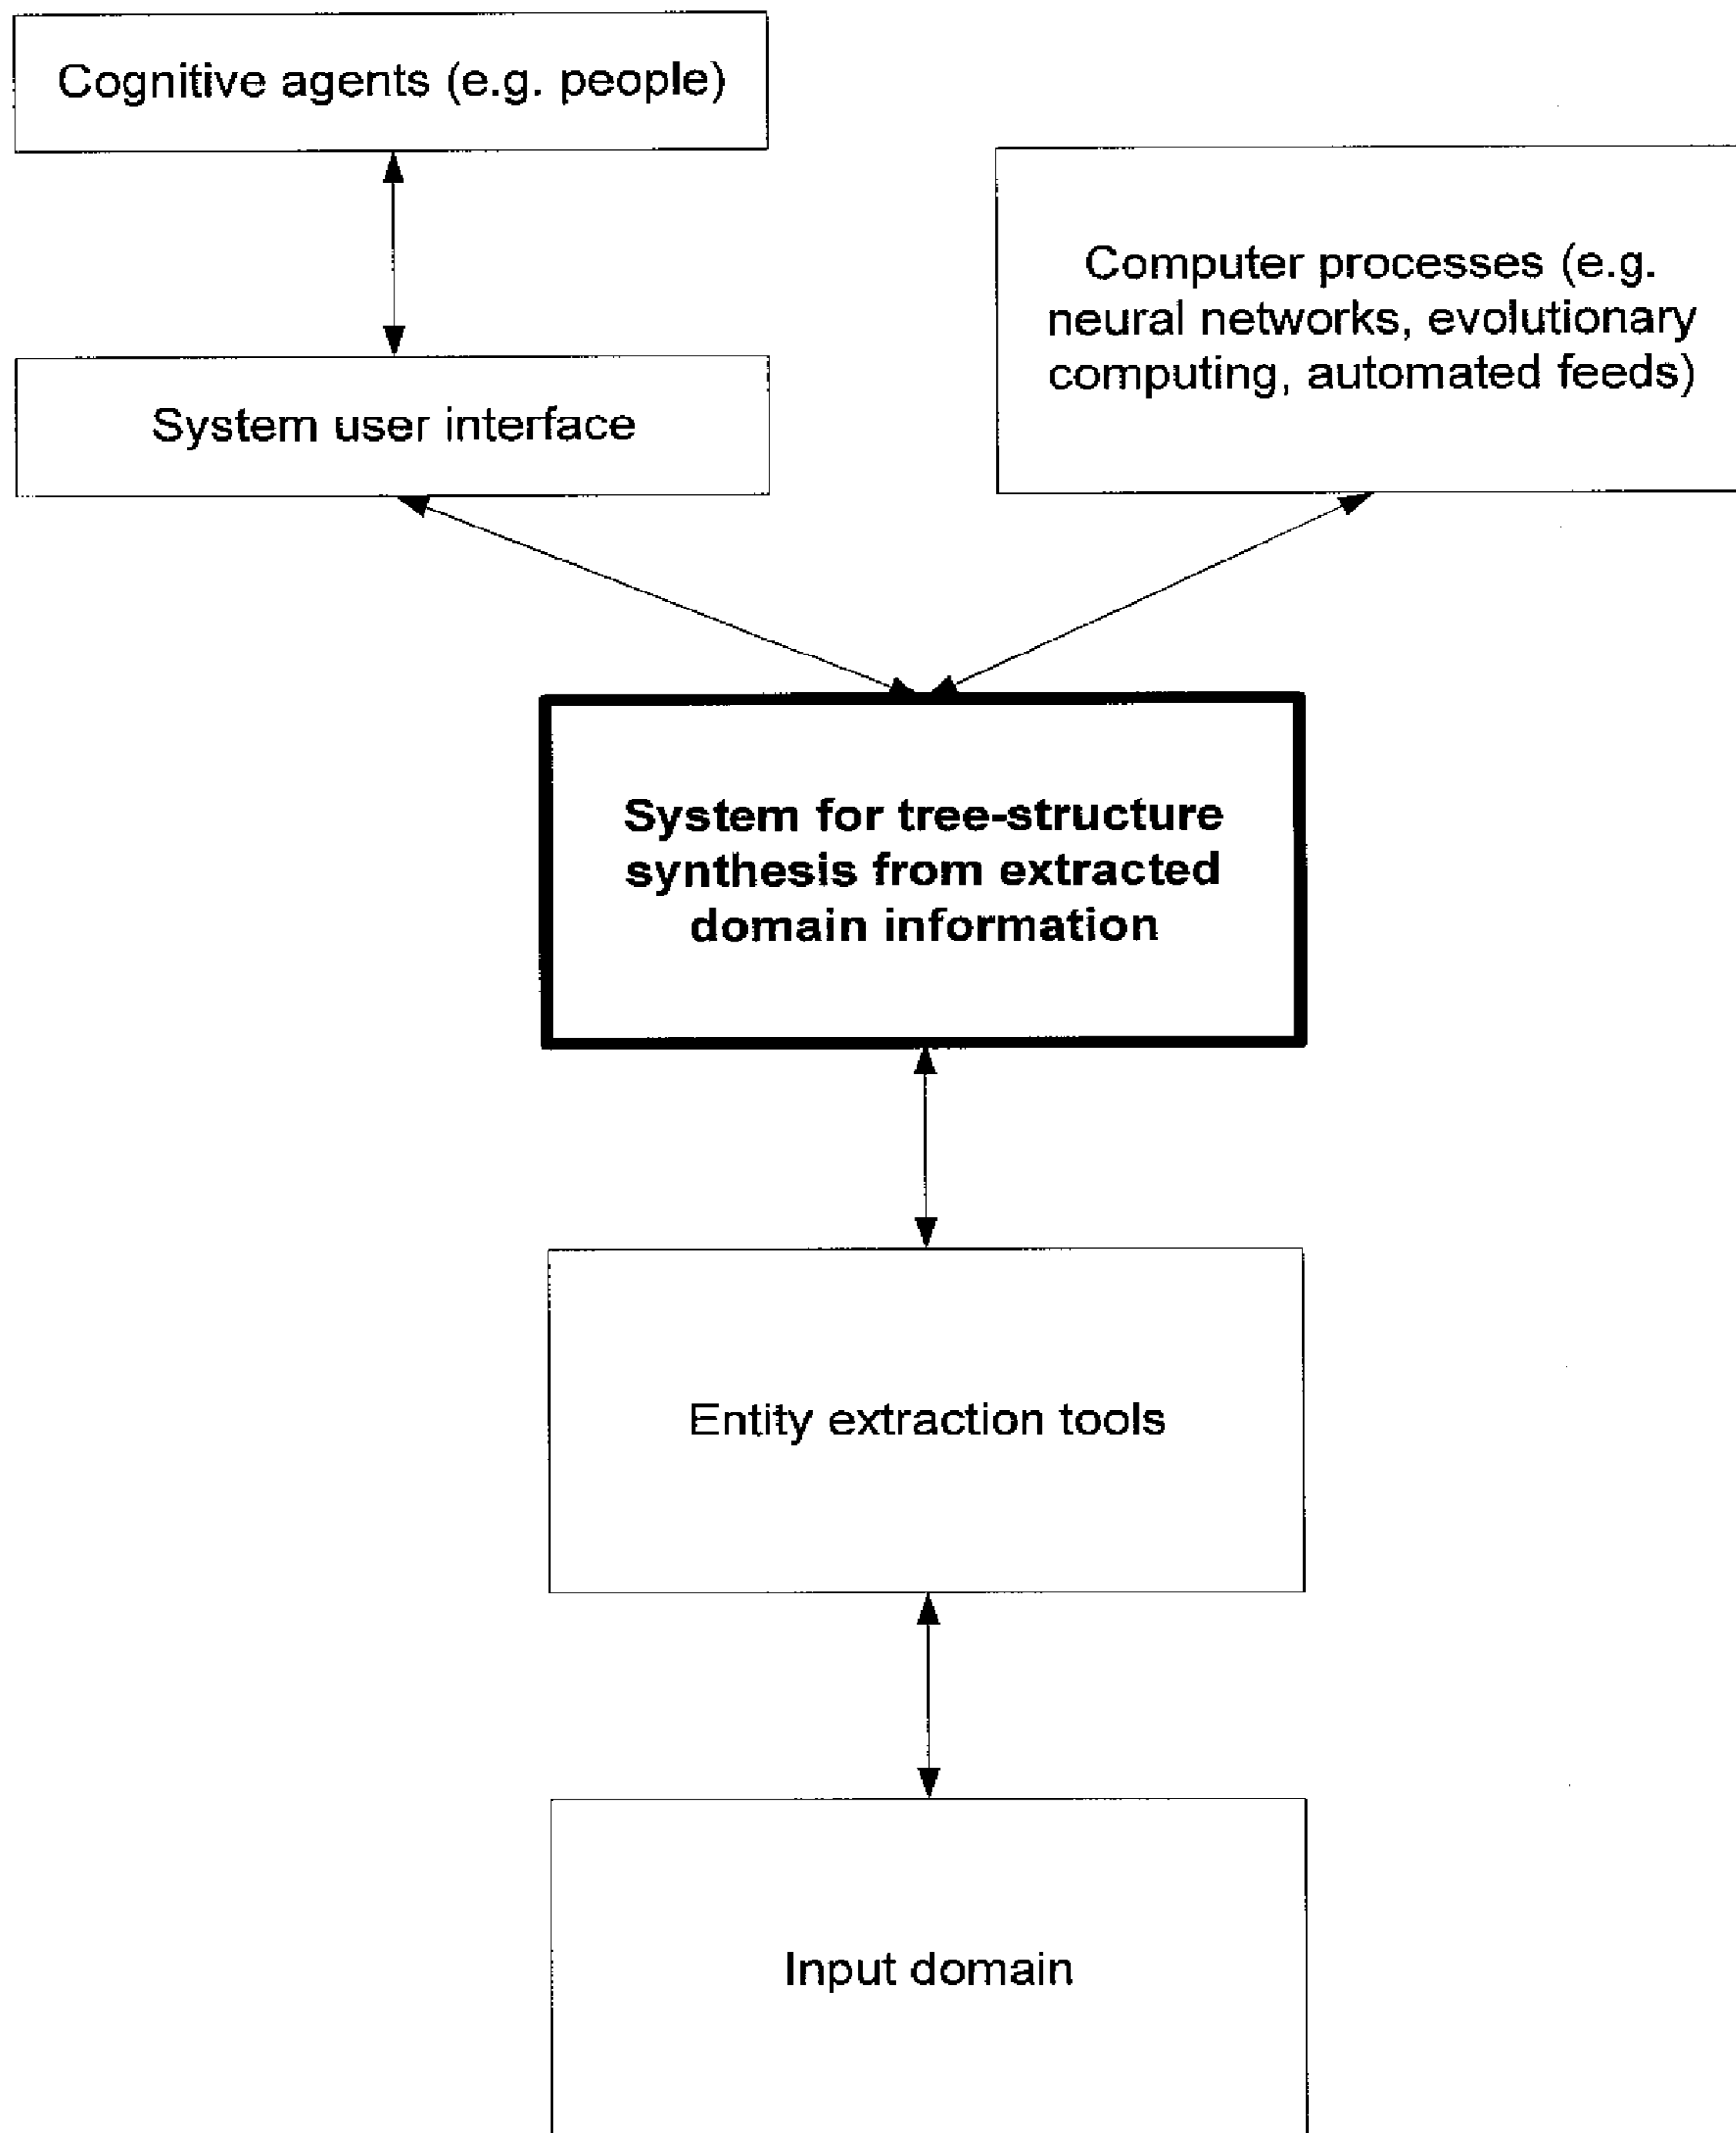 Cognitive agents (e.g. people)
Computer processes (e.g.
neural networks, evolutionary
computing, automated feeds)
System user interface
System for tree-structure
synthesis from extracted
domain information
Entity extraction tools
Input domain